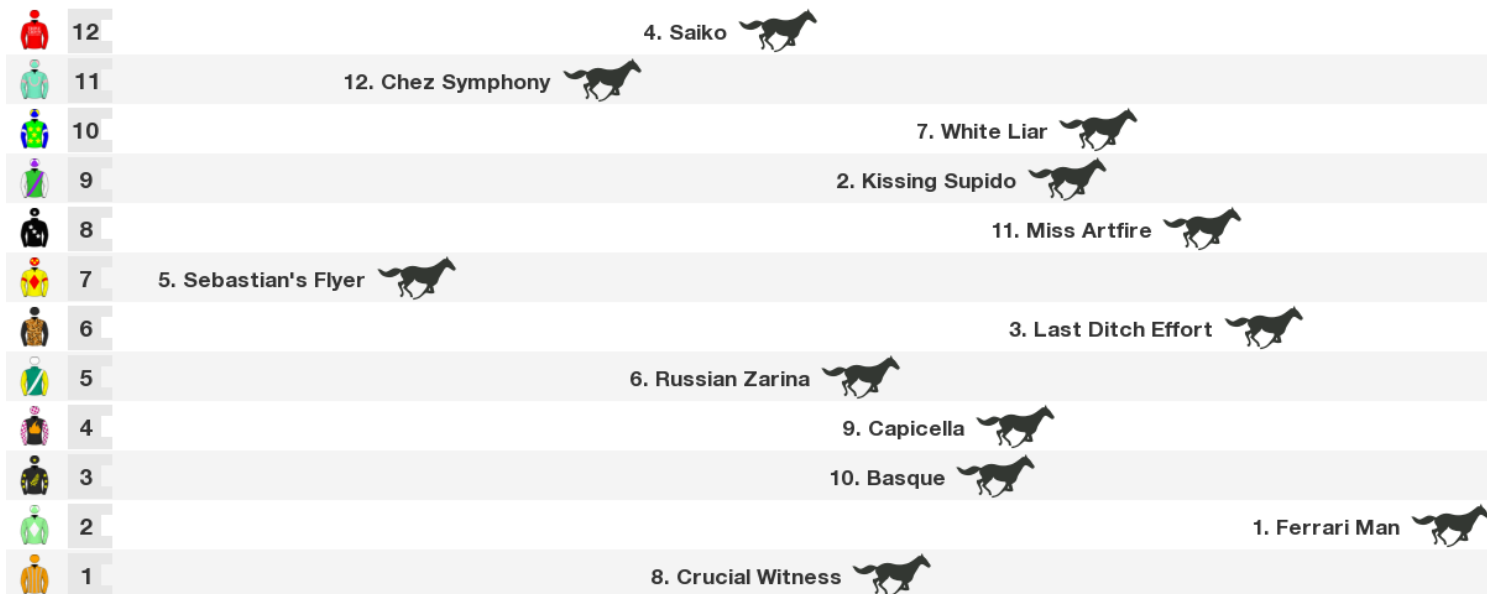 12 4. Saiko
11 12. Chez Symphony
10 7. White Liar
9 2. Kissing Supido
8 11. Miss Artfire
7 5. Sebastian's Flyer
6 3. Last Ditch Effort
5 6. Russian Zarina
4 9. Capicella
3 10. Basque
2 1. Ferrari Man
1 8. Crucial Witness